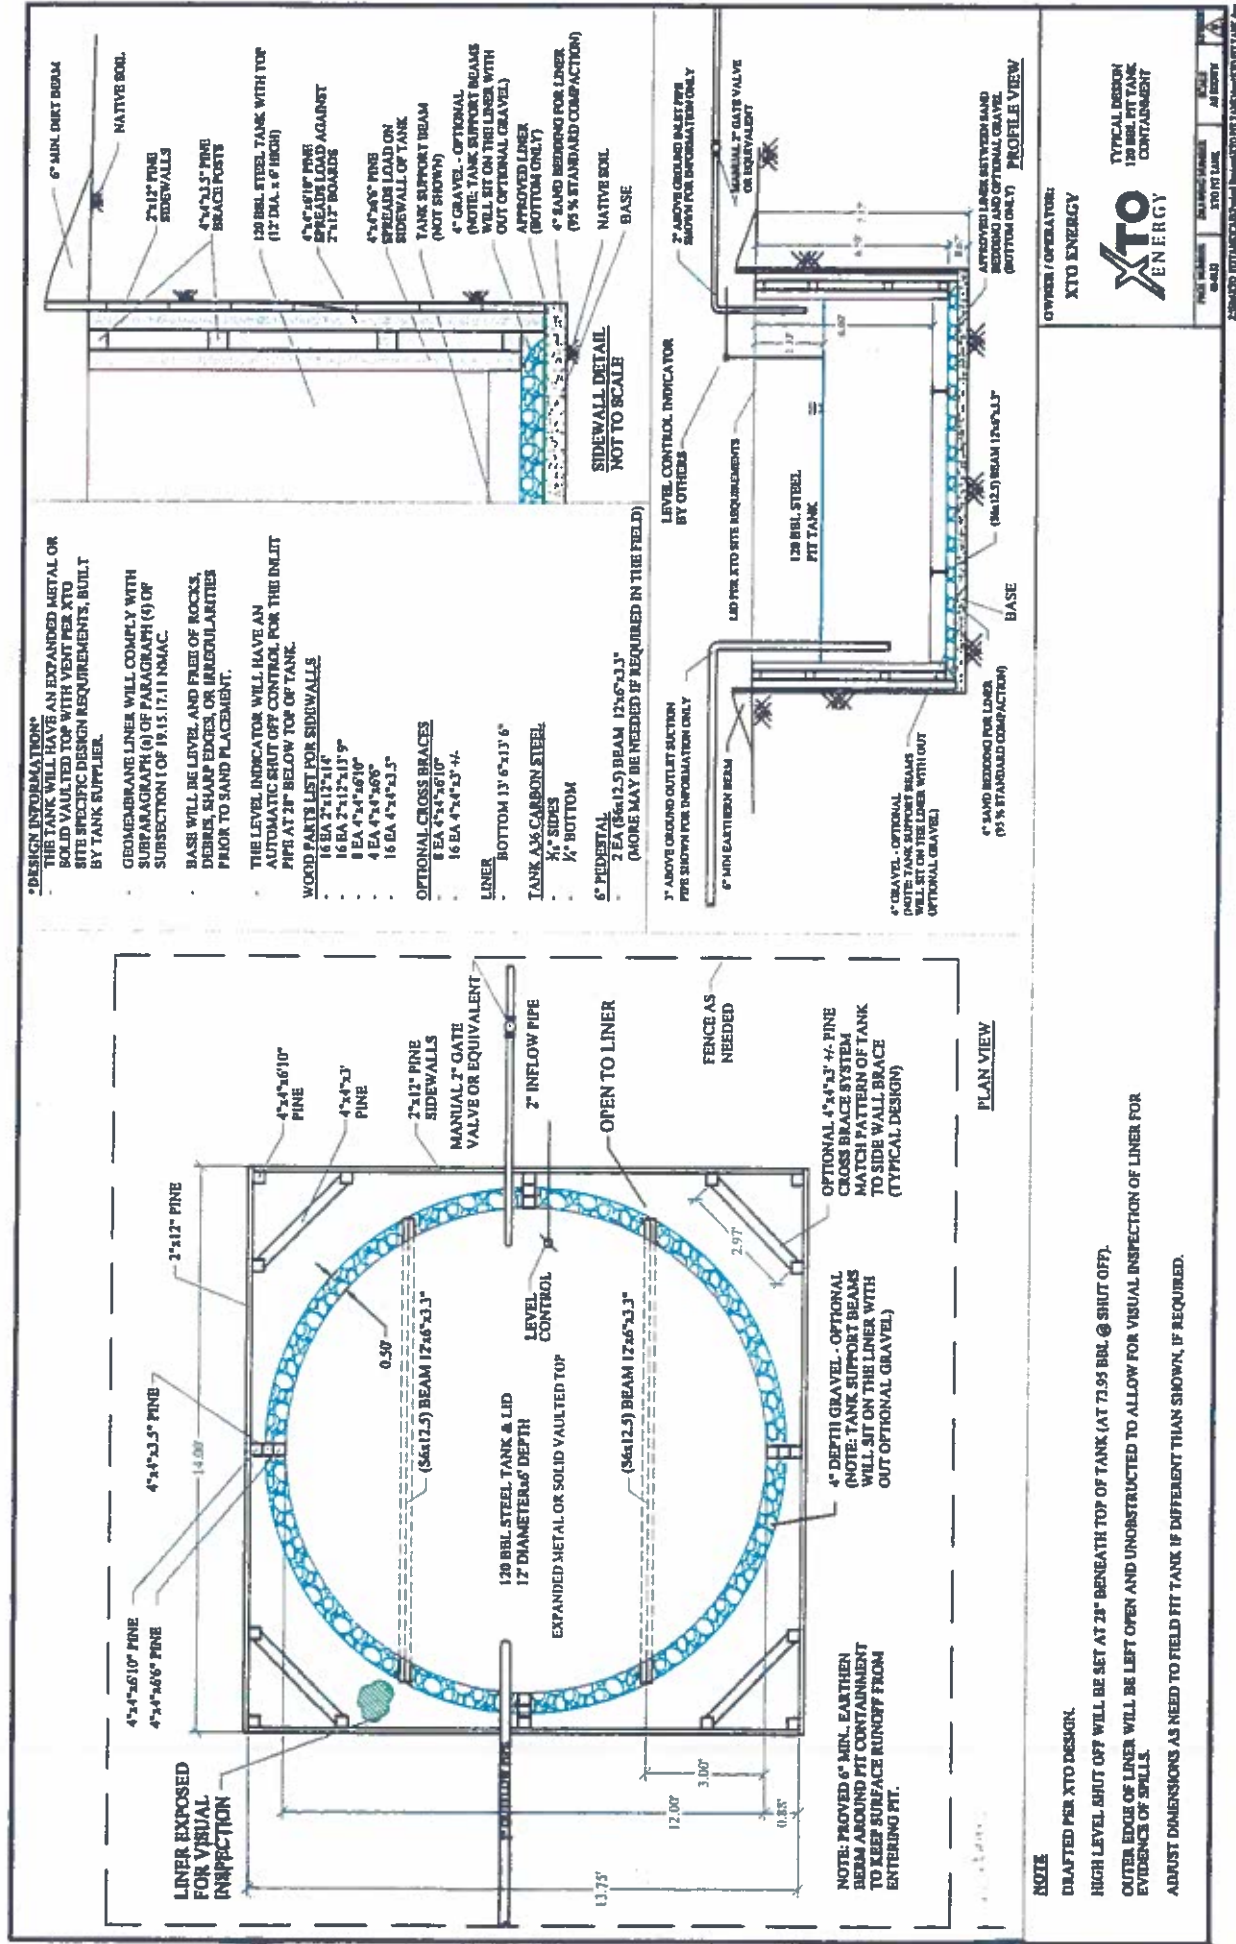 *DESIGN INFORMATION*
- THE TANK WILL HAVE AN EXPANDED METAL OR
SOLID VAULTED TOP WITH VENT PER XTO
SITE SPECIFIC DESIGN REQUIREMENTS, BUILT
BY TANK SUPPLIER.
- GEOMEMBRANE LINER WILL COMPLY WITH
SUBPARAGRAPH (a) OF PARAGRAPH (4) OF
SUBSECTION I OF 19.15.17.11 NMAC.
- BASE WILL BE LEVEL AND FREE OF ROCKS,
DEBRIS, SHARP EDGES, OR IRREGULARITIES
PRIOR TO SAND PLACEMENT.
- THE LEVEL INDICATOR WILL HAVE AN
AUTOMATIC SHUT OFF CONTROL FOR THE INLET
PIPE AT 28" BELOW TOP OF TANK.
WOOD PARTS LIST FOR SIDEWALLS
- 16 EA 2"x12"x14'
- 16 EA 2"x12"x13'9"
- 8 EA 4"x4"x6'10"
- 4 EA 4"x4"x6'6"
- 16 EA 4"x4"x3.5"
OPTIONAL CROSS BRACES
- 8 EA 4"x4"x6'10"
- 16 EA 4"x4"x3' +/-
LINER
- BOTTOM 13' 6"x13' 6"
TANK A36 CARBON STEEL
SIDES
- ¼" BOTTOM
6" PEDESTAL
- 2 EA (S6x12.5) BEAM 12'x6"x3.3"
(MORE MAY BE NEEDED IF REQUIRED IN THE FIELD)
6" MIN. DIRT BERM
NATIVE SOIL
2"x12" PINE
SIDEWALLS
4"x4"x3.5" PINE
BRACE POSTS
120 BBL STEEL TANK WITH TOP
(12' DIA. x 6' HIGH)
4"x4"x6'10" PINE
SPREADS LOAD AGAINST
2"x12" BOARDS
4"x4"x6'6" PINE
SPREADS LOAD ON
SIDEWALL OF TANK
TANK SUPPORT BEAM
(NOT SHOWN)
4" GRAVEL - OPTIONAL
(NOTE: TANK SUPPORT BEAMS
WILL SIT ON THE LINER WITH
OUT OPTIONAL GRAVEL)
APPROVED LINER
(BOTTOM ONLY)
4" SAND BEDDING FOR LINER
(95 % STANDARD COMPACTION)
NATIVE SOIL
BASE
SIDEWALL DETAIL
NOT TO SCALE
4"x4"x6'10" PINE
4"x4"x6'6" PINE
4"x4"x3.5" PINE
2"x12" PINE
4"x4"x6'10"
PINE
4"x4"x3'
PINE
2"x12" PINE
SIDEWALLS
MANUAL 2" GATE
VALVE OR EQUIVALENT
2" INFLOW PIPE
OPEN TO LINER
FENCE AS
NEEDED
OPTIONAL 4"x4"x3' +/- PINE
CROSS BRACE SYSTEM
MATCH PATTERN OF TANK
TO SIDE WALL BRACE
(TYPICAL DESIGN)
PLAN VIEW
LINER EXPOSED
FOR VISUAL
INSPECTION
14.00'
0.50'
(S6x12.5) BEAM 12'x6"x3.3"
LEVEL
CONTROL
120 BBL STEEL TANK & LID
12' DIAMETERx6' DEPTH
EXPANDED METAL OR SOLID VAULTED TOP
(S6x12.5) BEAM 12'x6"x3.3"
2.97'
3.00'
12.00'
0.88'
13.75'
4" DEPTH GRAVEL - OPTIONAL
(NOTE: TANK SUPPORT BEAMS
WILL SIT ON THE LINER WITH
OUT OPTIONAL GRAVEL)
NOTE: PROVED 6" MIN., EARTHEN
BERM AROUND PIT CONTAINMENT
TO KEEP SURFACE RUNOFF FROM
ENTERING PIT.
3" ABOVE GROUND OUTLET SUCTION
PIPE SHOWN FOR INFORMATION ONLY
6" MIN EARTHERN BERM
LEVEL CONTROL INDICATOR
BY OTHERS
LID PER XTO SITE REQUIREMENTS
120 BBL STEEL
PIT TANK
2" ABOVE GROUND INLET PIPE
SHOWN FOR INFORMATION ONLY
MANUAL 2" GATE VALVE
OR EQUIVALENT
2.33'
6.00'
4" GRAVEL - OPTIONAL
(NOTE: TANK SUPPORT BEAMS
WILL SIT ON THE LINER WITH OUT
OPTIONAL GRAVEL)
4" SAND BEDDING FOR LINER
(95 % STANDARD COMPACTION)
BASE
(S6x12.5) BEAM 12'x6"x3.3"
APPROVED LINER BETWEEN SAND
BEDDING AND OPTIONAL GRAVEL
(BOTTOM ONLY)
PROFILE VIEW
NOTE
DRAFTED PER XTO DESIGN.
HIGH LEVEL SHUT OFF WILL BE SET AT 28" BENEATH TOP OF TANK (AT 73.95 BBL @ SHUT OFF).
OUTER EDGE OF LINER WILL BE LEFT OPEN AND UNOBSTRUCTED TO ALLOW FOR VISUAL INSPECTION OF LINER FOR
EVIDENCE OF SPILLS.
ADJUST DIMENSIONS AS NEED TO FIELD FIT TANK IF DIFFERENT THAN SHOWN, IF REQUIRED.
OWNER / OPERATOR:
XTO ENERGY
XTO
ENERGY
TYPICAL DESIGN
120 BBL PIT TANK
CONTAINMENT